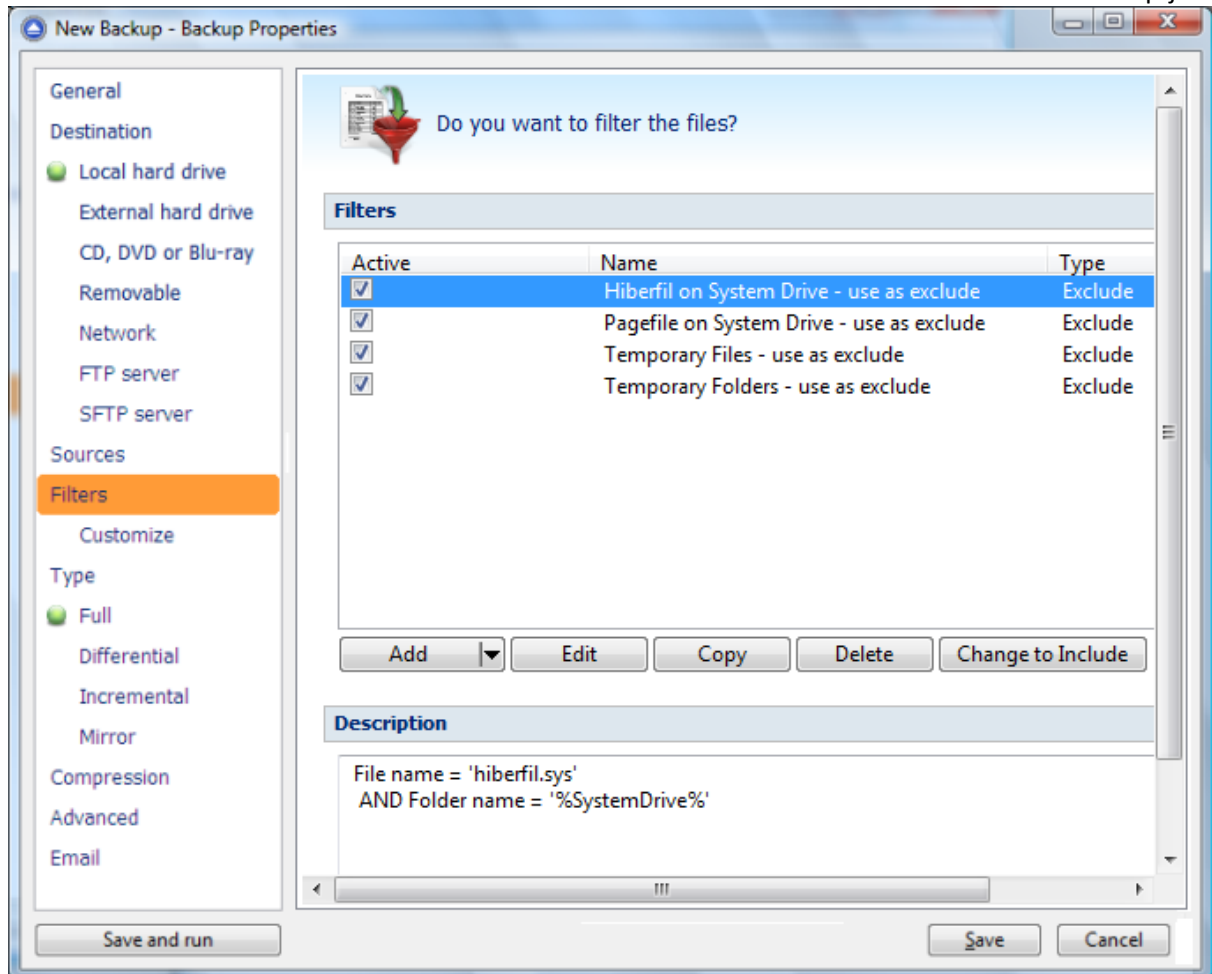 New Backup - Backup Properties
General
Destination
Local hard drive
External hard drive
CD, DVD or Blu-ray
Removable
Network
FTP server
SFTP server
Sources
Filters
Customize
Type
Full
Differential
Incremental
Mirror
Compression
Advanced
Email
Do you want to filter the files?
Filters
Active Name Type
Hiberfil on System Drive - use as exclude Exclude
Pagefile on System Drive - use as exclude Exclude
Temporary Files - use as exclude Exclude
Temporary Folders - use as exclude Exclude
Add Edit Copy Delete Change to Include
Description
File name = 'hiberfil.sys'
AND Folder name = '%SystemDrive%'
Save and run Save Cancel